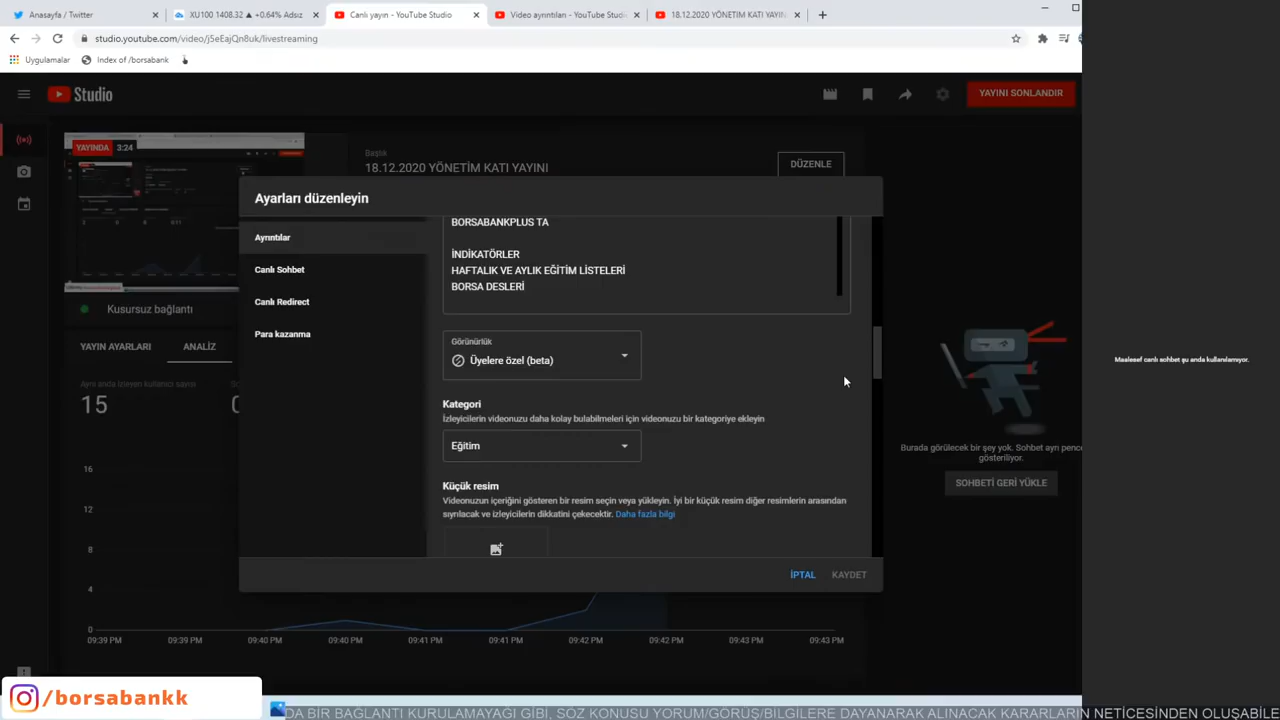 Anasayfa / Twitter
XU100 1408.32 ▲ +0.64% Adsız
Canlı yayın - YouTube Studio
Video ayrıntıları - YouTube Studi
18.12.2020 YÖNETİM KATI YAYIN
studio.youtube.com/video/j5eEajQn8uk/livestreaming
Uygulamalar
Index of /borsabank
Studio
YAYINI SONLANDIR
YAYINDA 3:24
Başlık
18.12.2020 YÖNETİM KATI YAYINI
DÜZENLE
Ayarları düzenleyin
Ayrıntılar
Canlı Sohbet
Canlı Redirect
Para kazanma
BORSABANKPLUS TA
İNDİKATÖRLER
HAFTALIK VE AYLIK EĞİTİM LİSTELERİ
BORSA DESLERİ
Görünürlük
Üyelere özel (beta)
Kategori
İzleyicilerin videonuzu daha kolay bulabilmeleri için videonuzu bir kategoriye ekleyin
Eğitim
Küçük resim
Videonuzun içeriğini gösteren bir resim seçin veya yükleyin. İyi bir küçük resim diğer resimlerin arasından
sıyrılacak ve izleyicilerin dikkatini çekecektir. Daha fazla bilgi
İPTAL
KAYDET
Kusursuz bağlantı
YAYIN AYARLARI
ANALİZ
Aynı anda izleyen kullanıcı sayısı
15
16
12
8
4
0
09:39 PM 09:39 PM 09:40 PM 09:40 PM 09:41 PM 09:41 PM 09:42 PM 09:42 PM 09:43 PM 09:43 PM
Burada görülecek bir şey yok. Sohbet ayrı pence
gösteriliyor.
SOHBETİ GERİ YÜKLE
Maalesef canlı sohbet şu anda kullanılamıyor.
/borsabankk
DA BİR BAĞLANTI KURULAMAYAĞI GİBİ, SÖZ KONUSU YORUM/GÖRÜŞ/BİLGİLERE DAYANARAK ALINACAK KARARLARIN NETİCESİNDEN OLUŞABİLE